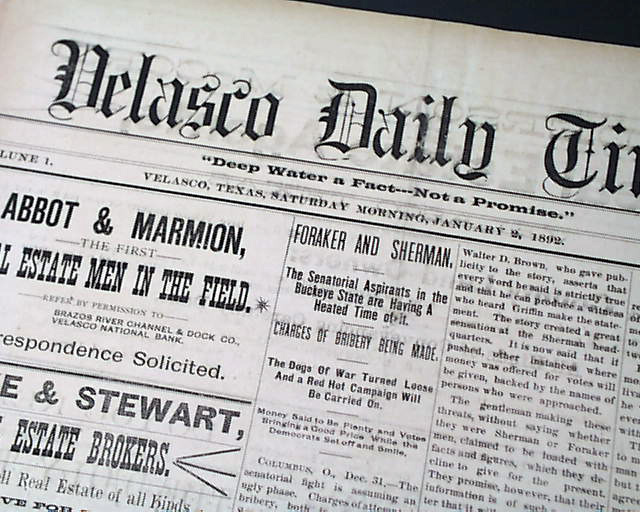 Velasco Daily Tim
LUME 1.
"Deep Water a Fact---Not a Promise."
VELASCO, TEXAS, SATURDAY MORNING, JANUARY 2, 1892.
ABBOT & MARMION,
—THE FIRST—
L ESTATE MEN IN THE FIELD.
REFER BY PERMISSION TO
BRAZOS RIVER CHANNEL & DOCK CO.,
VELASCO NATIONAL BANK.
respondence Solicited.
E & STEWART,
ESTATE BROKERS.
ll Real Estate of all Kinds
FORAKER AND SHERMAN.
The Senatorial Aspirants in the
Buckeye State are Having A
Heated Time of it.
CHARGES OF BRIBERY BEING MADE.
The Dogs Of War Turned Loose
And a Red Hot Campaign Will
Be Carried On.
Money Said to Be Plenty and Votes
Bringing a Good Price While the
Democrats Set off and Smile.
COLUMBUS, O., Dec. 31.—The
senatorial fight is assuming an
ugly phase. Charges of attempt
bribery, both
Walter D. Brown, who gave pub-
licity to the story, asserts that
every word he said is strictly true
and that he can produce a witness
who heard Griffin make the state-
ment. The story created a great
sensation at the Sherman head-
quarters. It is now said that if
pushed, other instances where
money was offered for votes will
be given, backed by the names of
persons who were approached.
The gentleman making these
threats, without saying whether
they were Sherman or Foraker
men, claimed to be loaded with
facts and figures, which they de-
cline to give for the present.
They promise, however, that their
information is of such
ter that it will